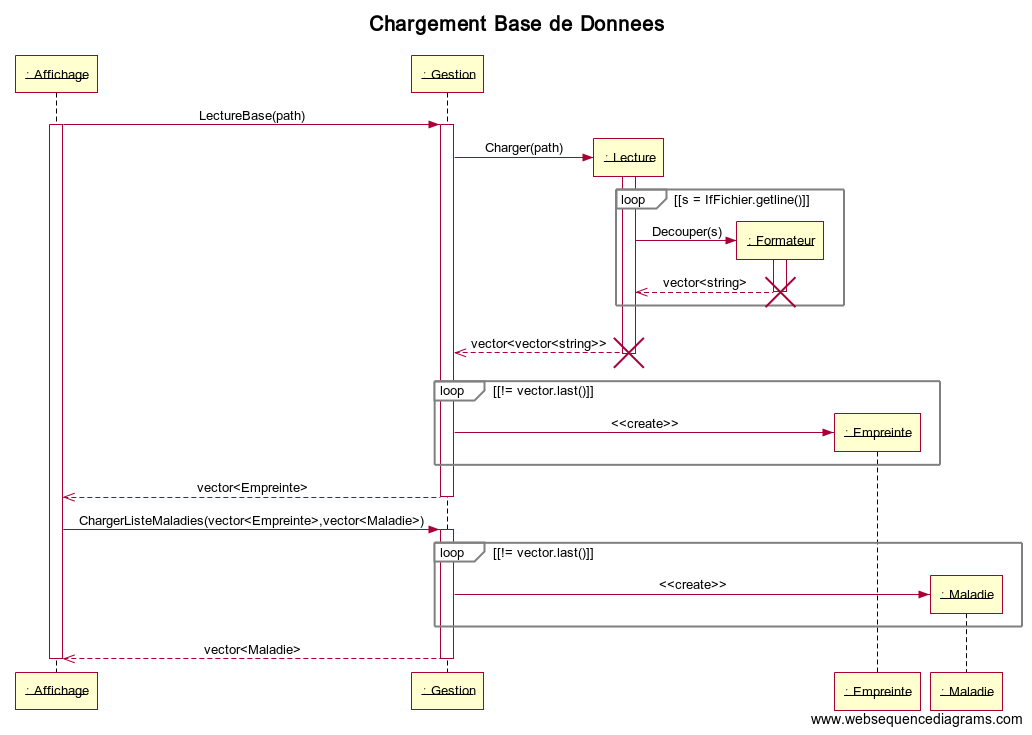 Chargement Base de Donnees
: Affichage
: Gestion
LectureBase(path)
Charger(path)
: Lecture
loop
[[s = IfFichier.getline()]]
Decouper(s)
: Formateur
vector<string>
vector<vector<string>>
loop
[[!= vector.last()]]
<<create>>
: Empreinte
vector<Empreinte>
ChargerListeMaladies(vector<Empreinte>,vector<Maladie>)
loop
[[!= vector.last()]]
<<create>>
: Maladie
vector<Maladie>
: Affichage
: Gestion
: Empreinte
: Maladie
www.websequencediagrams.com